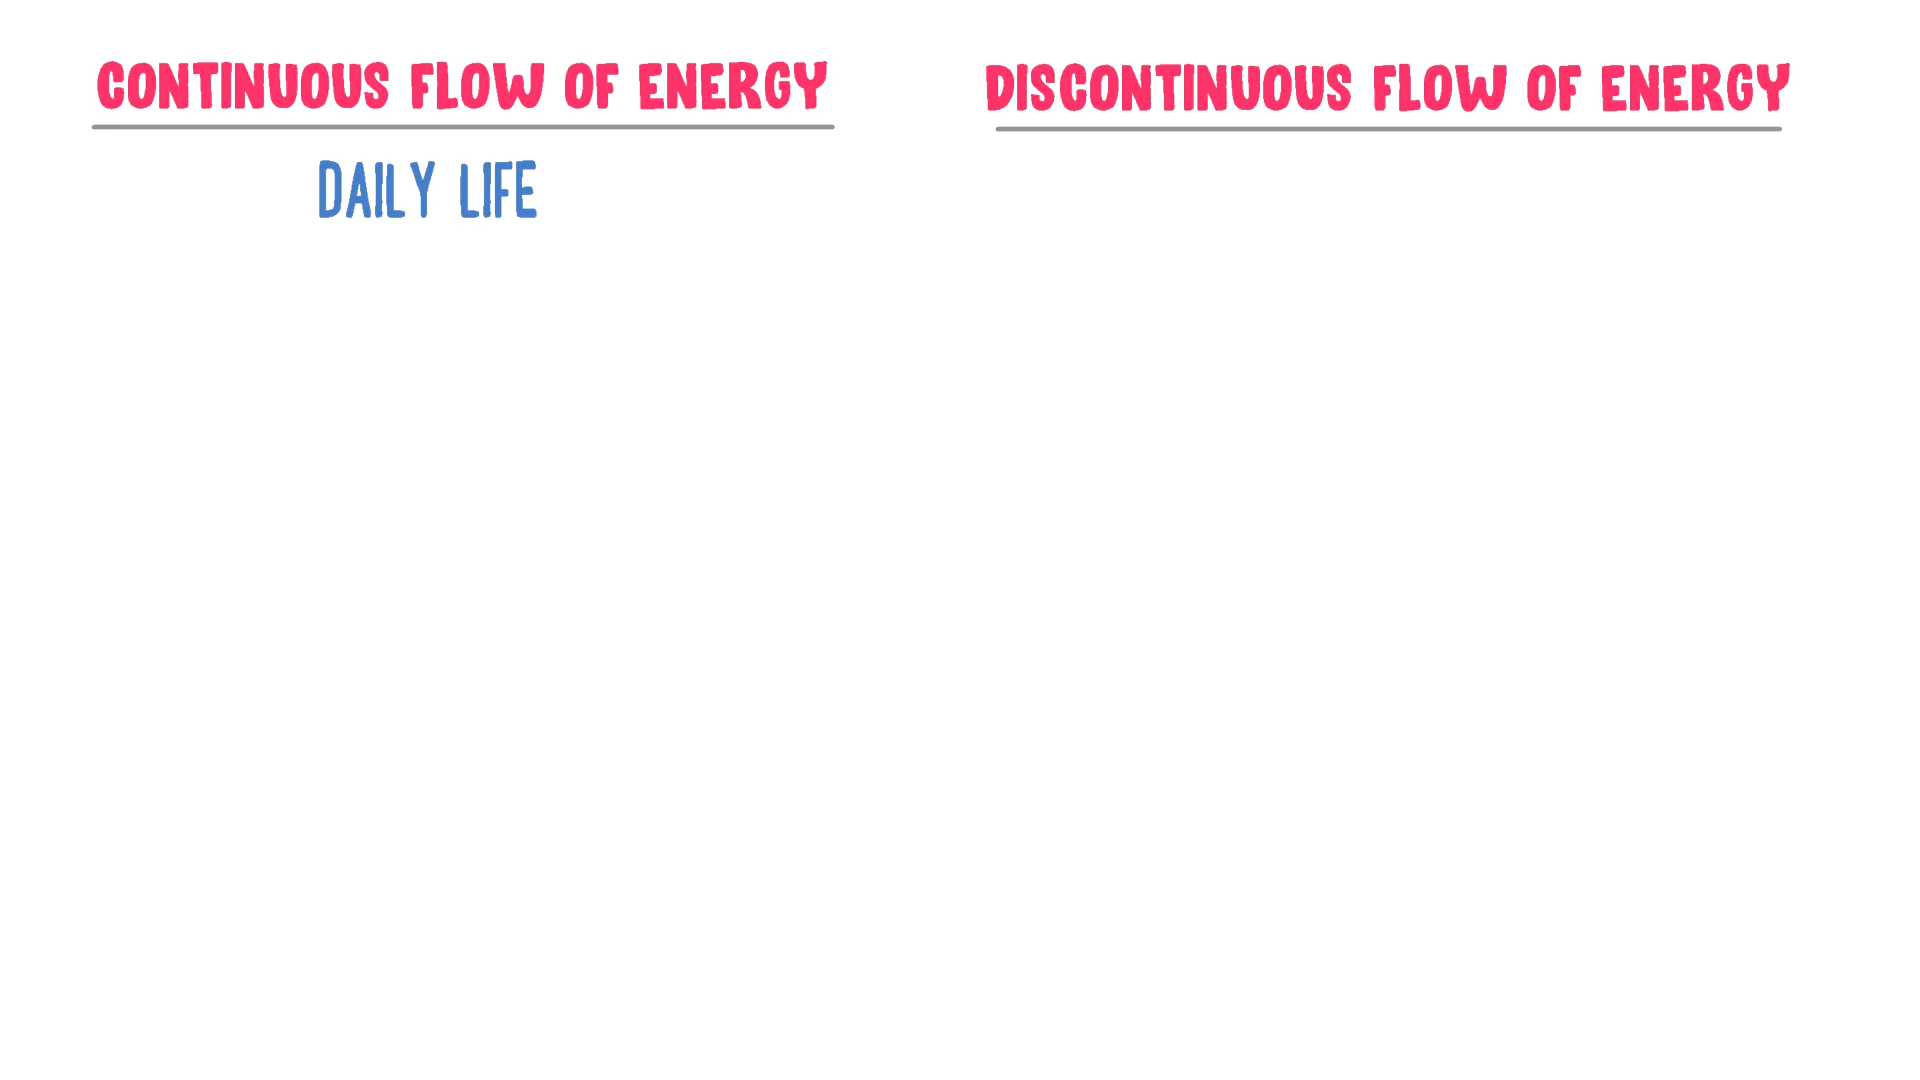 CONTINUOUS FLOW OF ENERGY
DAILY LIFE
DISCONTINUOUS FLOW OF ENERGY